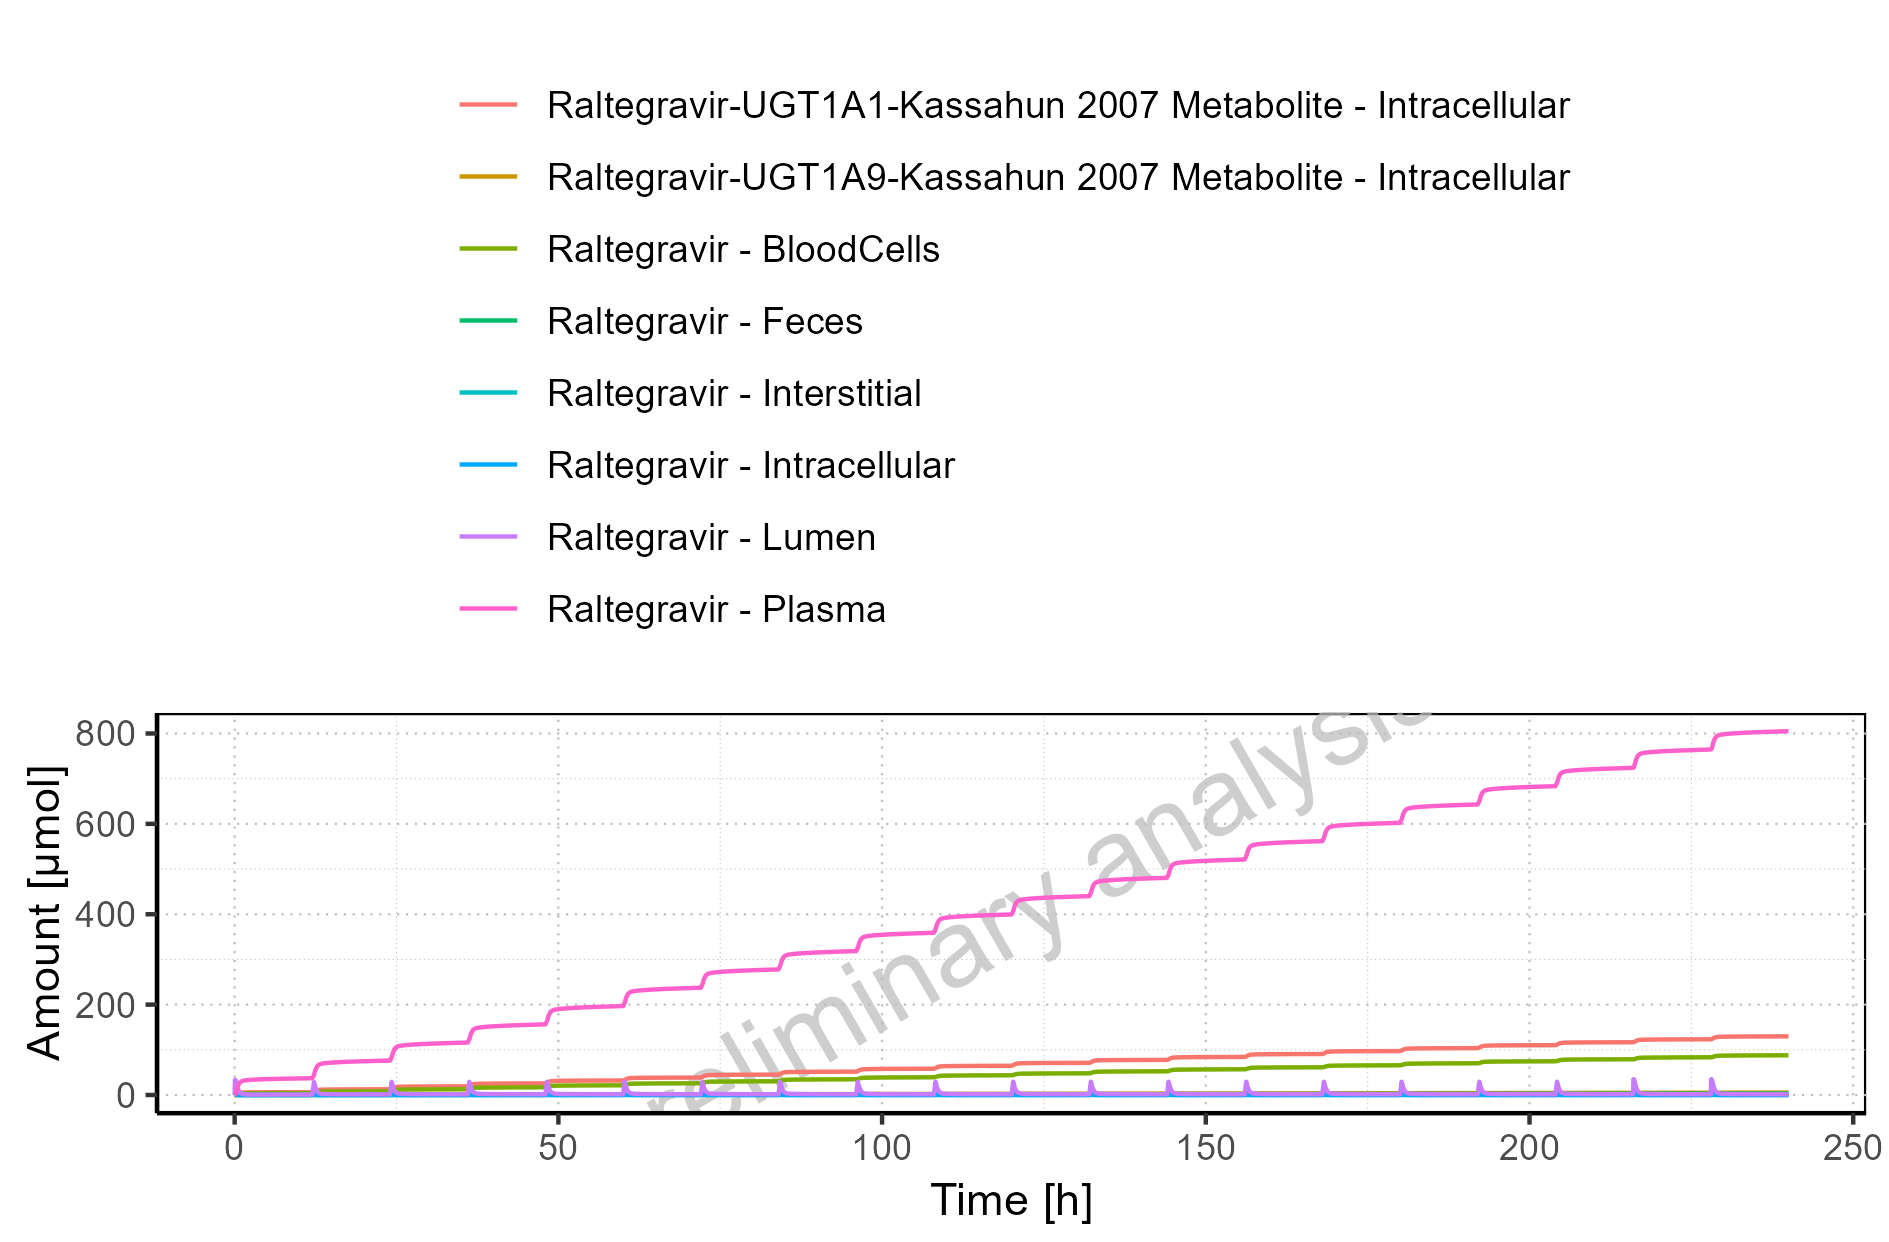 Raltegravir-UGT1A1-Kassahun 2007 Metabolite - Intracellular
Raltegravir-UGT1A9-Kassahun 2007 Metabolite - Intracellular
Raltegravir - BloodCells
Raltegravir - Feces
Raltegravir - Interstitial
Raltegravir - Intracellular
Raltegravir - Lumen
Raltegravir - Plasma
800
600
400
200
0
Amount [µmol]
reliminary analysis
0 50 100 150 200 250
Time [h]